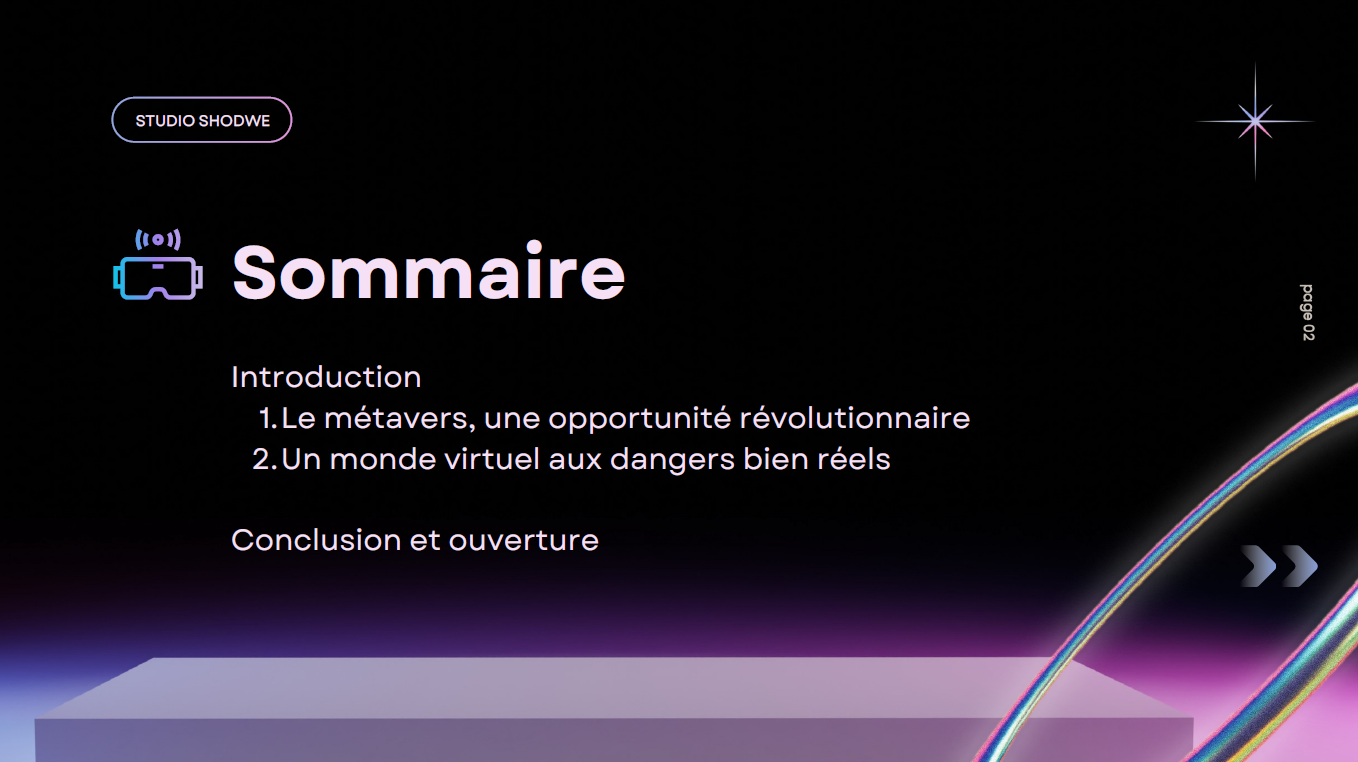 STUDIO SHODWE
Sommaire
page 02
Introduction
1. Le métavers, une opportunité révolutionnaire
2. Un monde virtuel aux dangers bien réels
Conclusion et ouverture